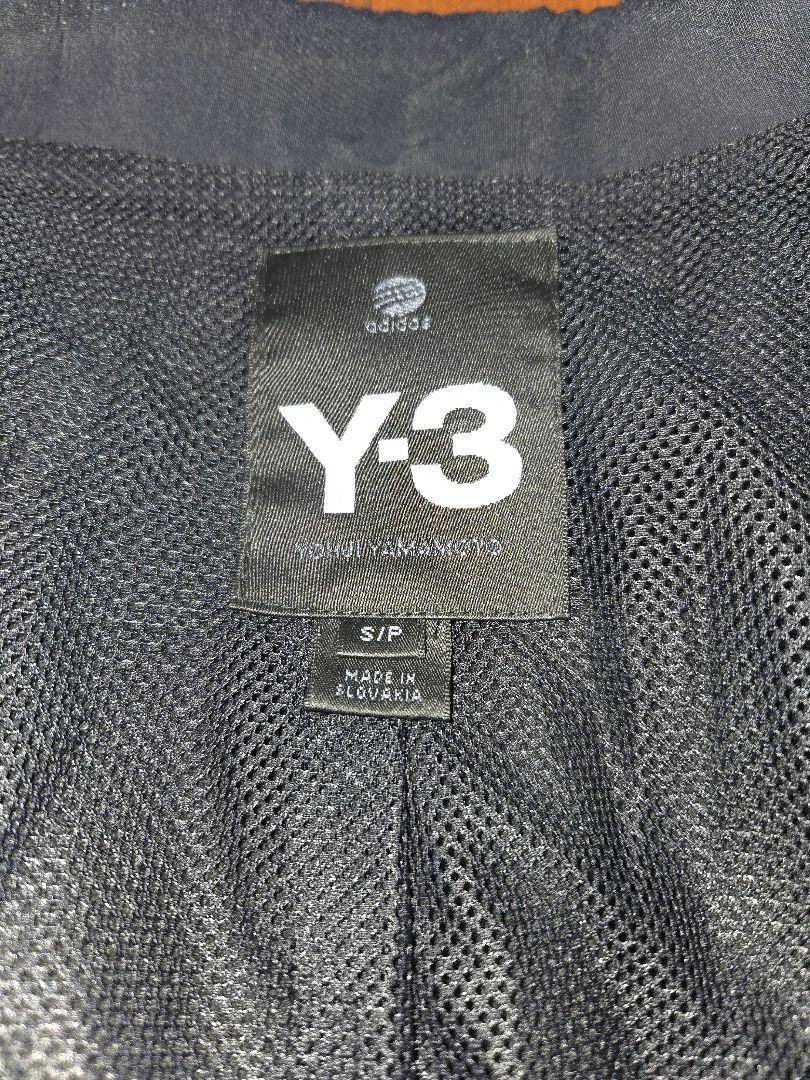 adidas
Y-3
YOHJI YAMAMOTO
S/P
MADE IN
SLOVAKIA